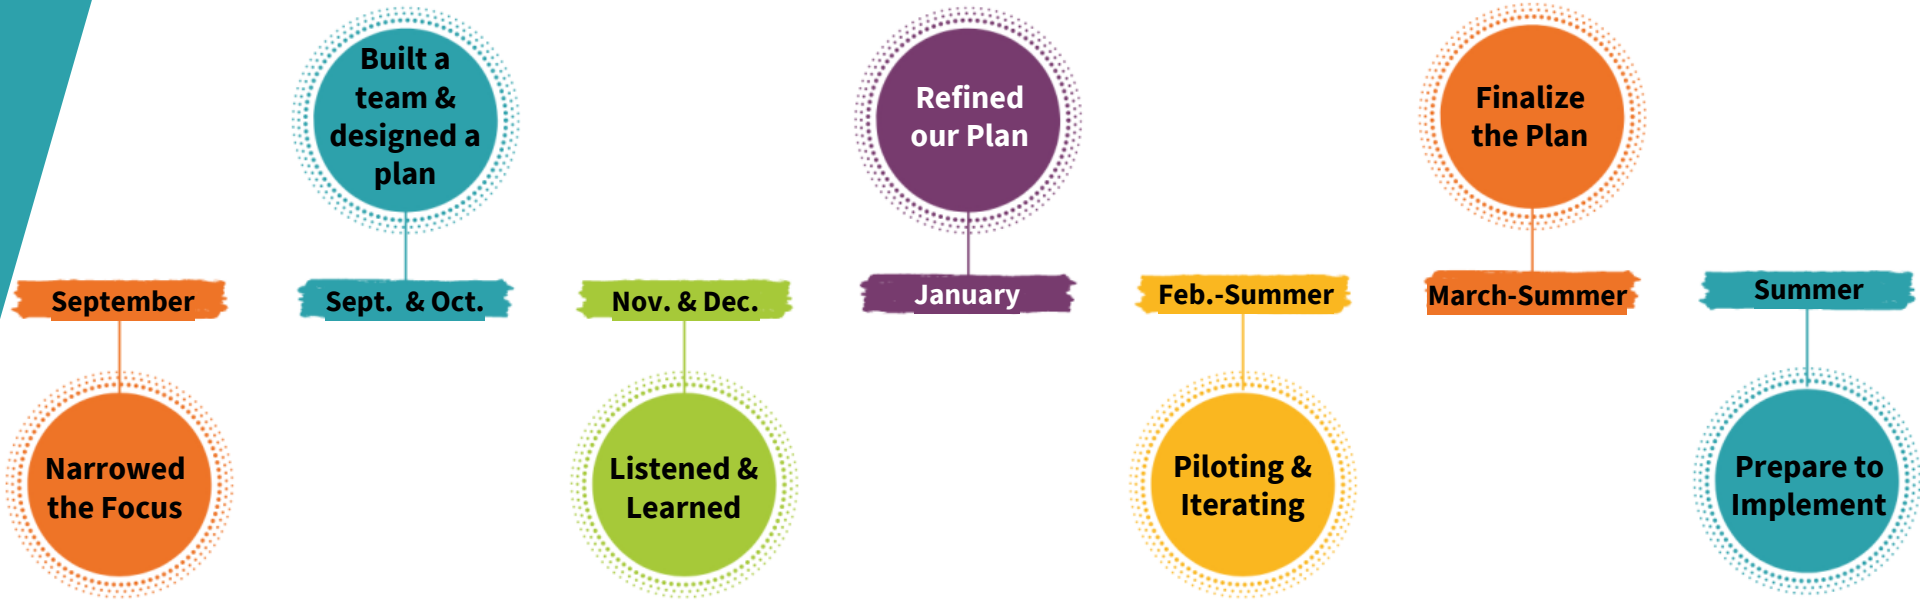 September
Narrowed
the Focus
Built a
team &
designed a
plan
Sept. & Oct.
Nov. & Dec.
Listened &
Learned
Refined
our Plan
January
Feb.-Summer
Piloting &
Iterating
Finalize
the Plan
March-Summer
Summer
Prepare to
Implement